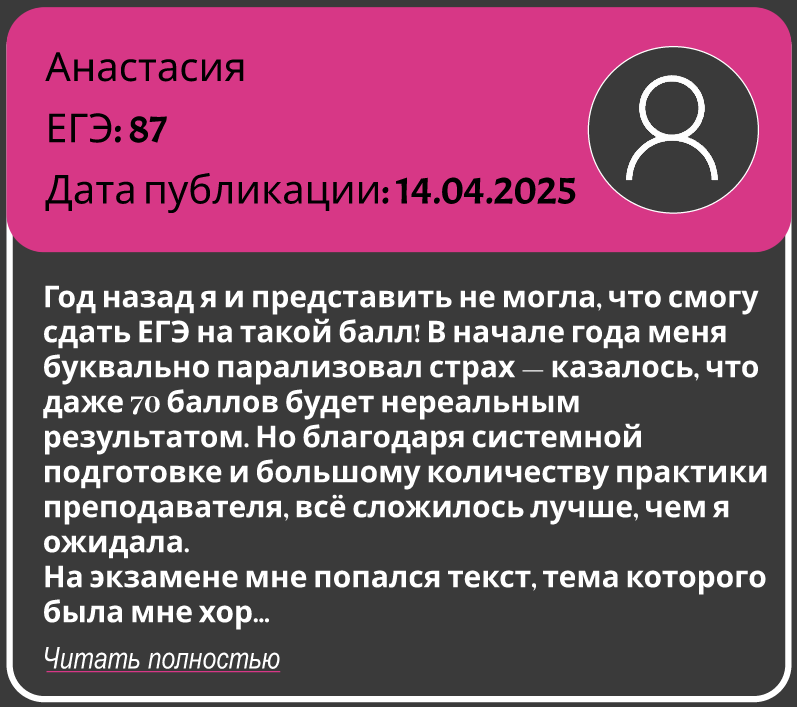 Анастасия
ЕГЭ: 87
Дата публикации: 14.04.2025
Год назад я и представить не могла, что смогу
сдать ЕГЭ на такой балл! В начале года меня
буквально парализовал страх — казалось, что
даже 70 баллов будет нереальным
результатом. Но благодаря системной
подготовке и большому количеству практики
преподавателя, всё сложилось лучше, чем я
ожидала.
На экзамене мне попался текст, тема которого
была мне хор...
Читать полностью